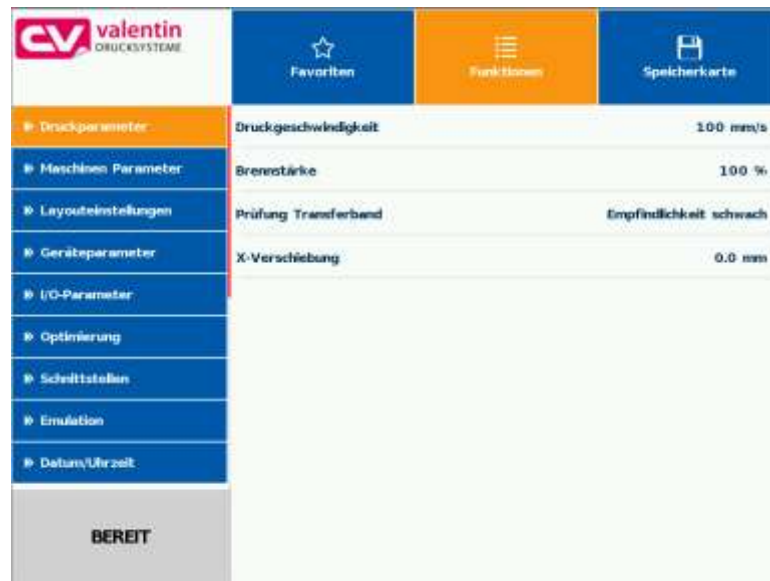 CV valentin
DRUCKSYSTEME
Favoriten
Funktionen
Speicherkarte
Druckparameter
Maschinen Parameter
Layouteinstellungen
Geräteparameter
I/O-Parameter
Optimierung
Schnittstellen
Emulation
Datum/Uhrzeit
BEREIT
Druckgeschwindigkeit 100 mm/s
Brennstärke 100 %
Prüfung Transferband Empfindlichkeit schwach
X-Verschiebung 0.0 mm